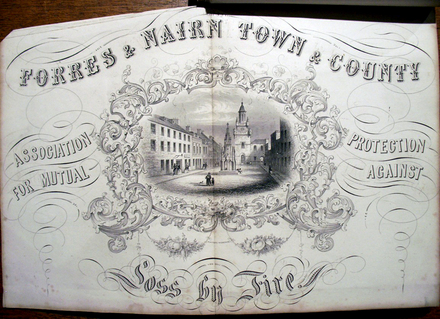 FORRES & NAIRN TOWN & COUNTY
ASSOCIATION
FOR MUTUAL
PROTECTION
AGAINST
Loss by Fire.